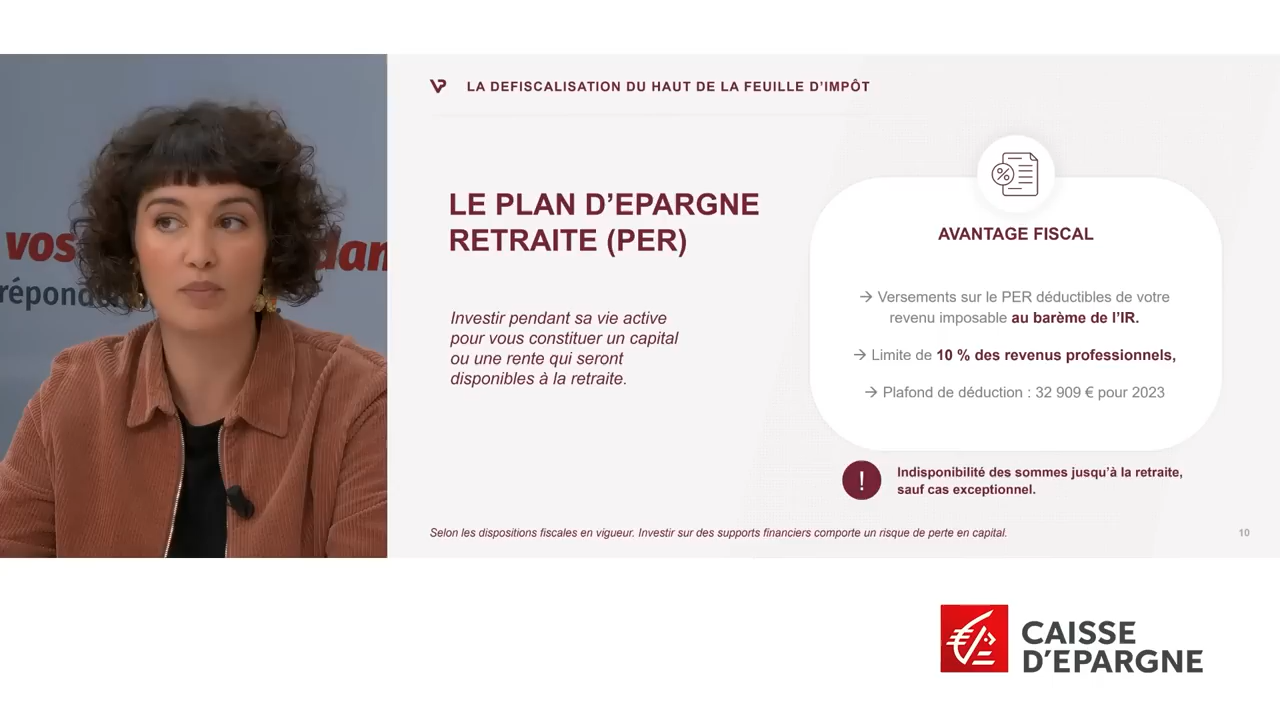 LA DEFISCALISATION DU HAUT DE LA FEUILLE D'IMPÔT
LE PLAN D'EPARGNE
RETRAITE (PER)
Investir pendant sa vie active
pour vous constituer un capital
ou une rente qui seront
disponibles à la retraite.
%
AVANTAGE FISCAL
→ Versements sur le PER déductibles de votre
revenu imposable au barème de l'IR.
→ Limite de 10 % des revenus professionnels,
→ Plafond de déduction : 32 909 € pour 2023
!
Indisponibilité des sommes jusqu'à la retraite,
sauf cas exceptionnel.
Selon les dispositions fiscales en vigueur. Investir sur des supports financiers comporte un risque de perte en capital.
10
vos
CAISSE
D'EPARGNE